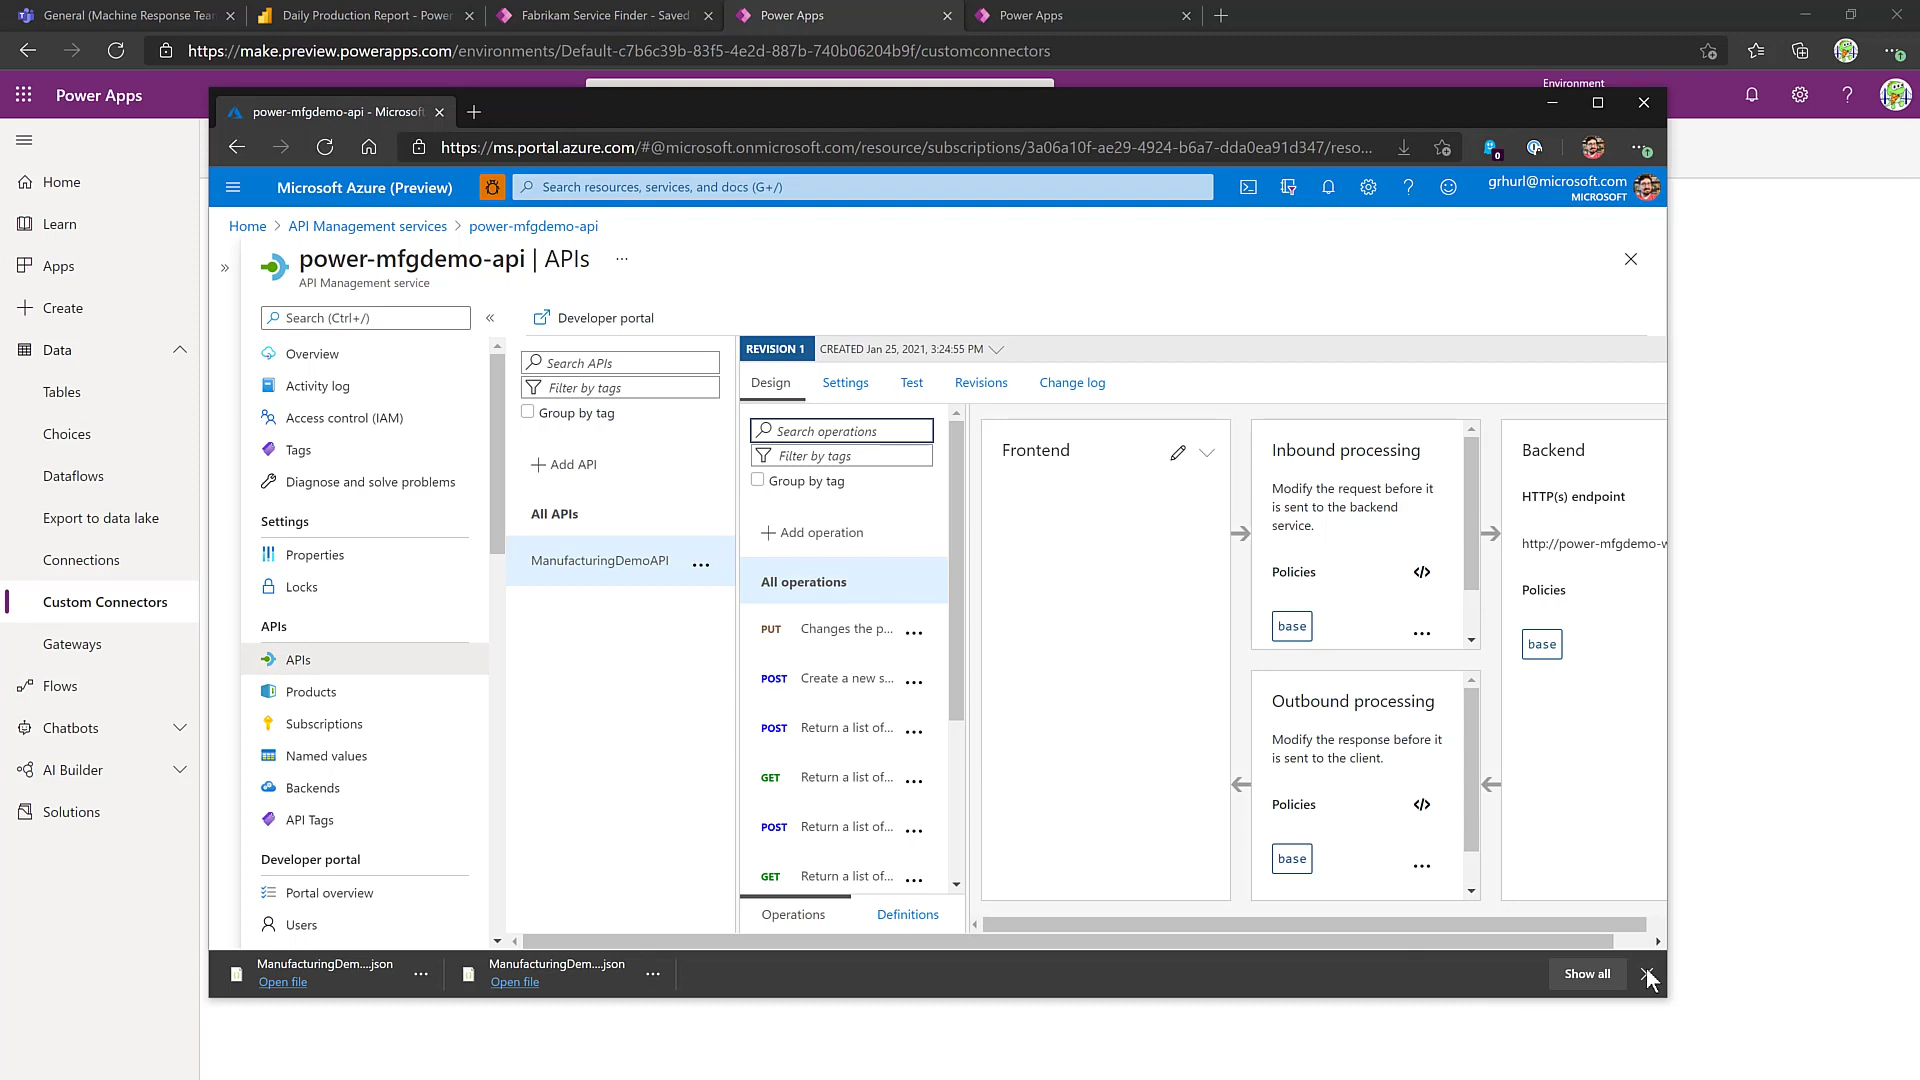 General (Machine Response Tean
Daily Production Report - Power
Fabrikam Service Finder - Saved
Power Apps
Power Apps
https://make.preview.powerapps.com/environments/Default-c7b6c39b-83f5-4e2d-887b-740b06204b9f/customconnectors
Power Apps
Environment
Home
Learn
Apps
Create
Data
Tables
Choices
Dataflows
Export to data lake
Connections
Custom Connectors
Gateways
Flows
Chatbots
AI Builder
Solutions
power-mfgdemo-api - Microsoft
https://ms.portal.azure.com/#@microsoft.onmicrosoft.com/resource/subscriptions/3a06a10f-ae29-4924-b6a7-dda0ea91d347/reso...
0
Microsoft Azure (Preview)
Search resources, services, and docs (G+/)
grhurl@microsoft.com
MICROSOFT
Home > API Management services > power-mfgdemo-api
power-mfgdemo-api | APIs ...
API Management service
Search (Ctrl+/)
«
»
Overview
Activity log
Access control (IAM)
Tags
Diagnose and solve problems
Settings
Properties
Locks
APIs
APIs
Products
Subscriptions
Named values
Backends
API Tags
Developer portal
Portal overview
Users
Developer portal
Search APIs
Filter by tags
Group by tag
Add API
All APIs
ManufacturingDemoAPI ...
REVISION 1 CREATED Jan 25, 2021, 3:24:55 PM
Design Settings Test Revisions Change log
Search operations
Filter by tags
Group by tag
Add operation
All operations
PUT Changes the p... ...
POST Create a new s... ...
POST Return a list of... ...
GET Return a list of... ...
POST Return a list of... ...
GET Return a list of... ...
Operations Definitions
Frontend
Inbound processing
Modify the request before it
is sent to the backend
service.
Policies </>
base ...
Outbound processing
Modify the response before it
is sent to the client.
Policies </>
base ...
Backend
HTTP(s) endpoint
http://power-mfgdemo-w
Policies
base
ManufacturingDem....json ...
Open file
ManufacturingDem....json ...
Open file
Show all